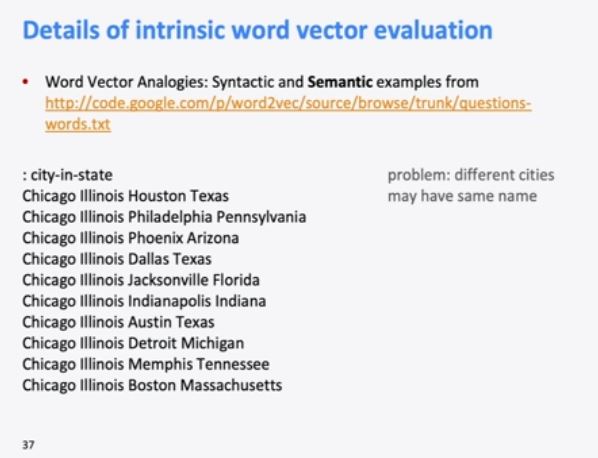 Details of intrinsic word vector evaluation
• Word Vector Analogies: Syntactic and Semantic examples from
http://code.google.com/p/word2vec/source/browse/trunk/questions-
words.txt
: city-in-state
problem: different cities
may have same name
Chicago Illinois Houston Texas
Chicago Illinois Philadelphia Pennsylvania
Chicago Illinois Phoenix Arizona
Chicago Illinois Dallas Texas
Chicago Illinois Jacksonville Florida
Chicago Illinois Indianapolis Indiana
Chicago Illinois Austin Texas
Chicago Illinois Detroit Michigan
Chicago Illinois Memphis Tennessee
Chicago Illinois Boston Massachusetts
37